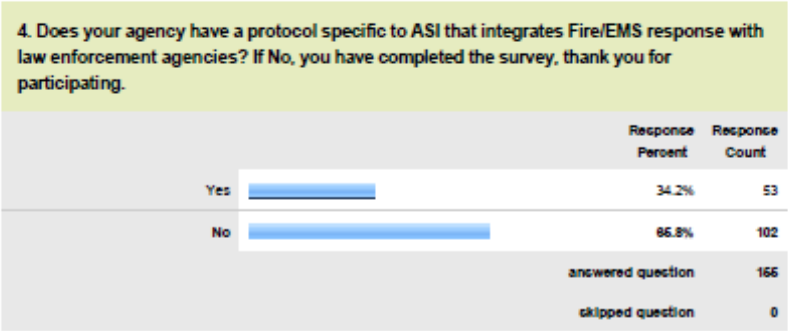 4. Does your agency have a protocol specific to ASI that integrates Fire/EMS response with
law enforcement agencies? If No, you have completed the survey, thank you for
participating.
Response Response
Percent Count
Yes 34.2% 53
No 65.8% 102
answered question 155
skipped question 0